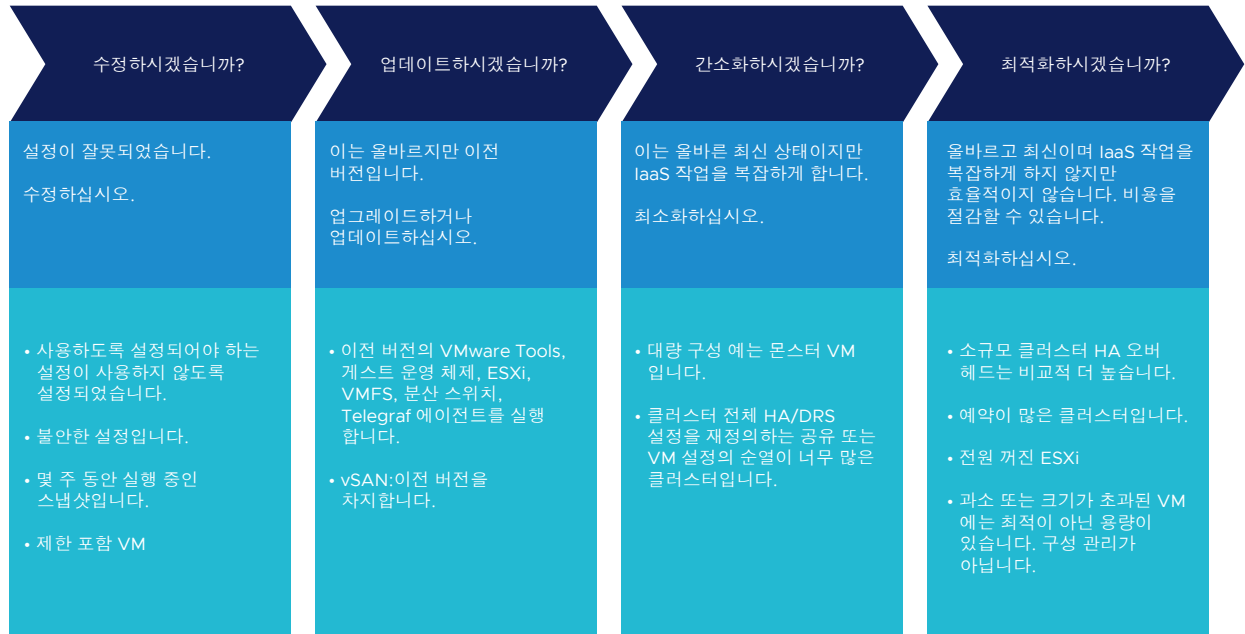 수정하시겠습니까?
업데이트하시겠습니까?
간소화하시겠습니까?
최적화하시겠습니까?
설정이 잘못되었습니다.
수정하십시오.
이는 올바르지만 이전
버전입니다.
업그레이드하거나
업데이트하십시오.
이는 올바른 최신 상태이지만
IaaS 작업을 복잡하게 합니다.
최소화하십시오.
올바르고 최신이며 IaaS 작업을
복잡하게 하지 않지만
효율적이지 않습니다. 비용을
절감할 수 있습니다.
최적화하십시오.
• 사용하도록 설정되어야 하는
설정이 사용하지 않도록
설정되었습니다.
• 불안한 설정입니다.
• 몇 주 동안 실행 중인
스냅샷입니다.
• 제한 포함 VM
• 이전 버전의 VMware Tools,
게스트 운영 체제, ESXi,
VMFS, 분산 스위치,
Telegraf 에이전트를 실행
합니다.
• vSAN:이전 버전을
차지합니다.
• 대량 구성 예는 몬스터 VM
입니다.
• 클러스터 전체 HA/DRS
설정을 재정의하는 공유 또는
VM 설정의 순열이 너무 많은
클러스터입니다.
• 소규모 클러스터 HA 오버
헤드는 비교적 더 높습니다.
• 예약이 많은 클러스터입니다.
• 전원 꺼진 ESXi
• 과소 또는 크기가 초과된 VM
에는 최적이 아닌 용량이
있습니다. 구성 관리가
아닙니다.